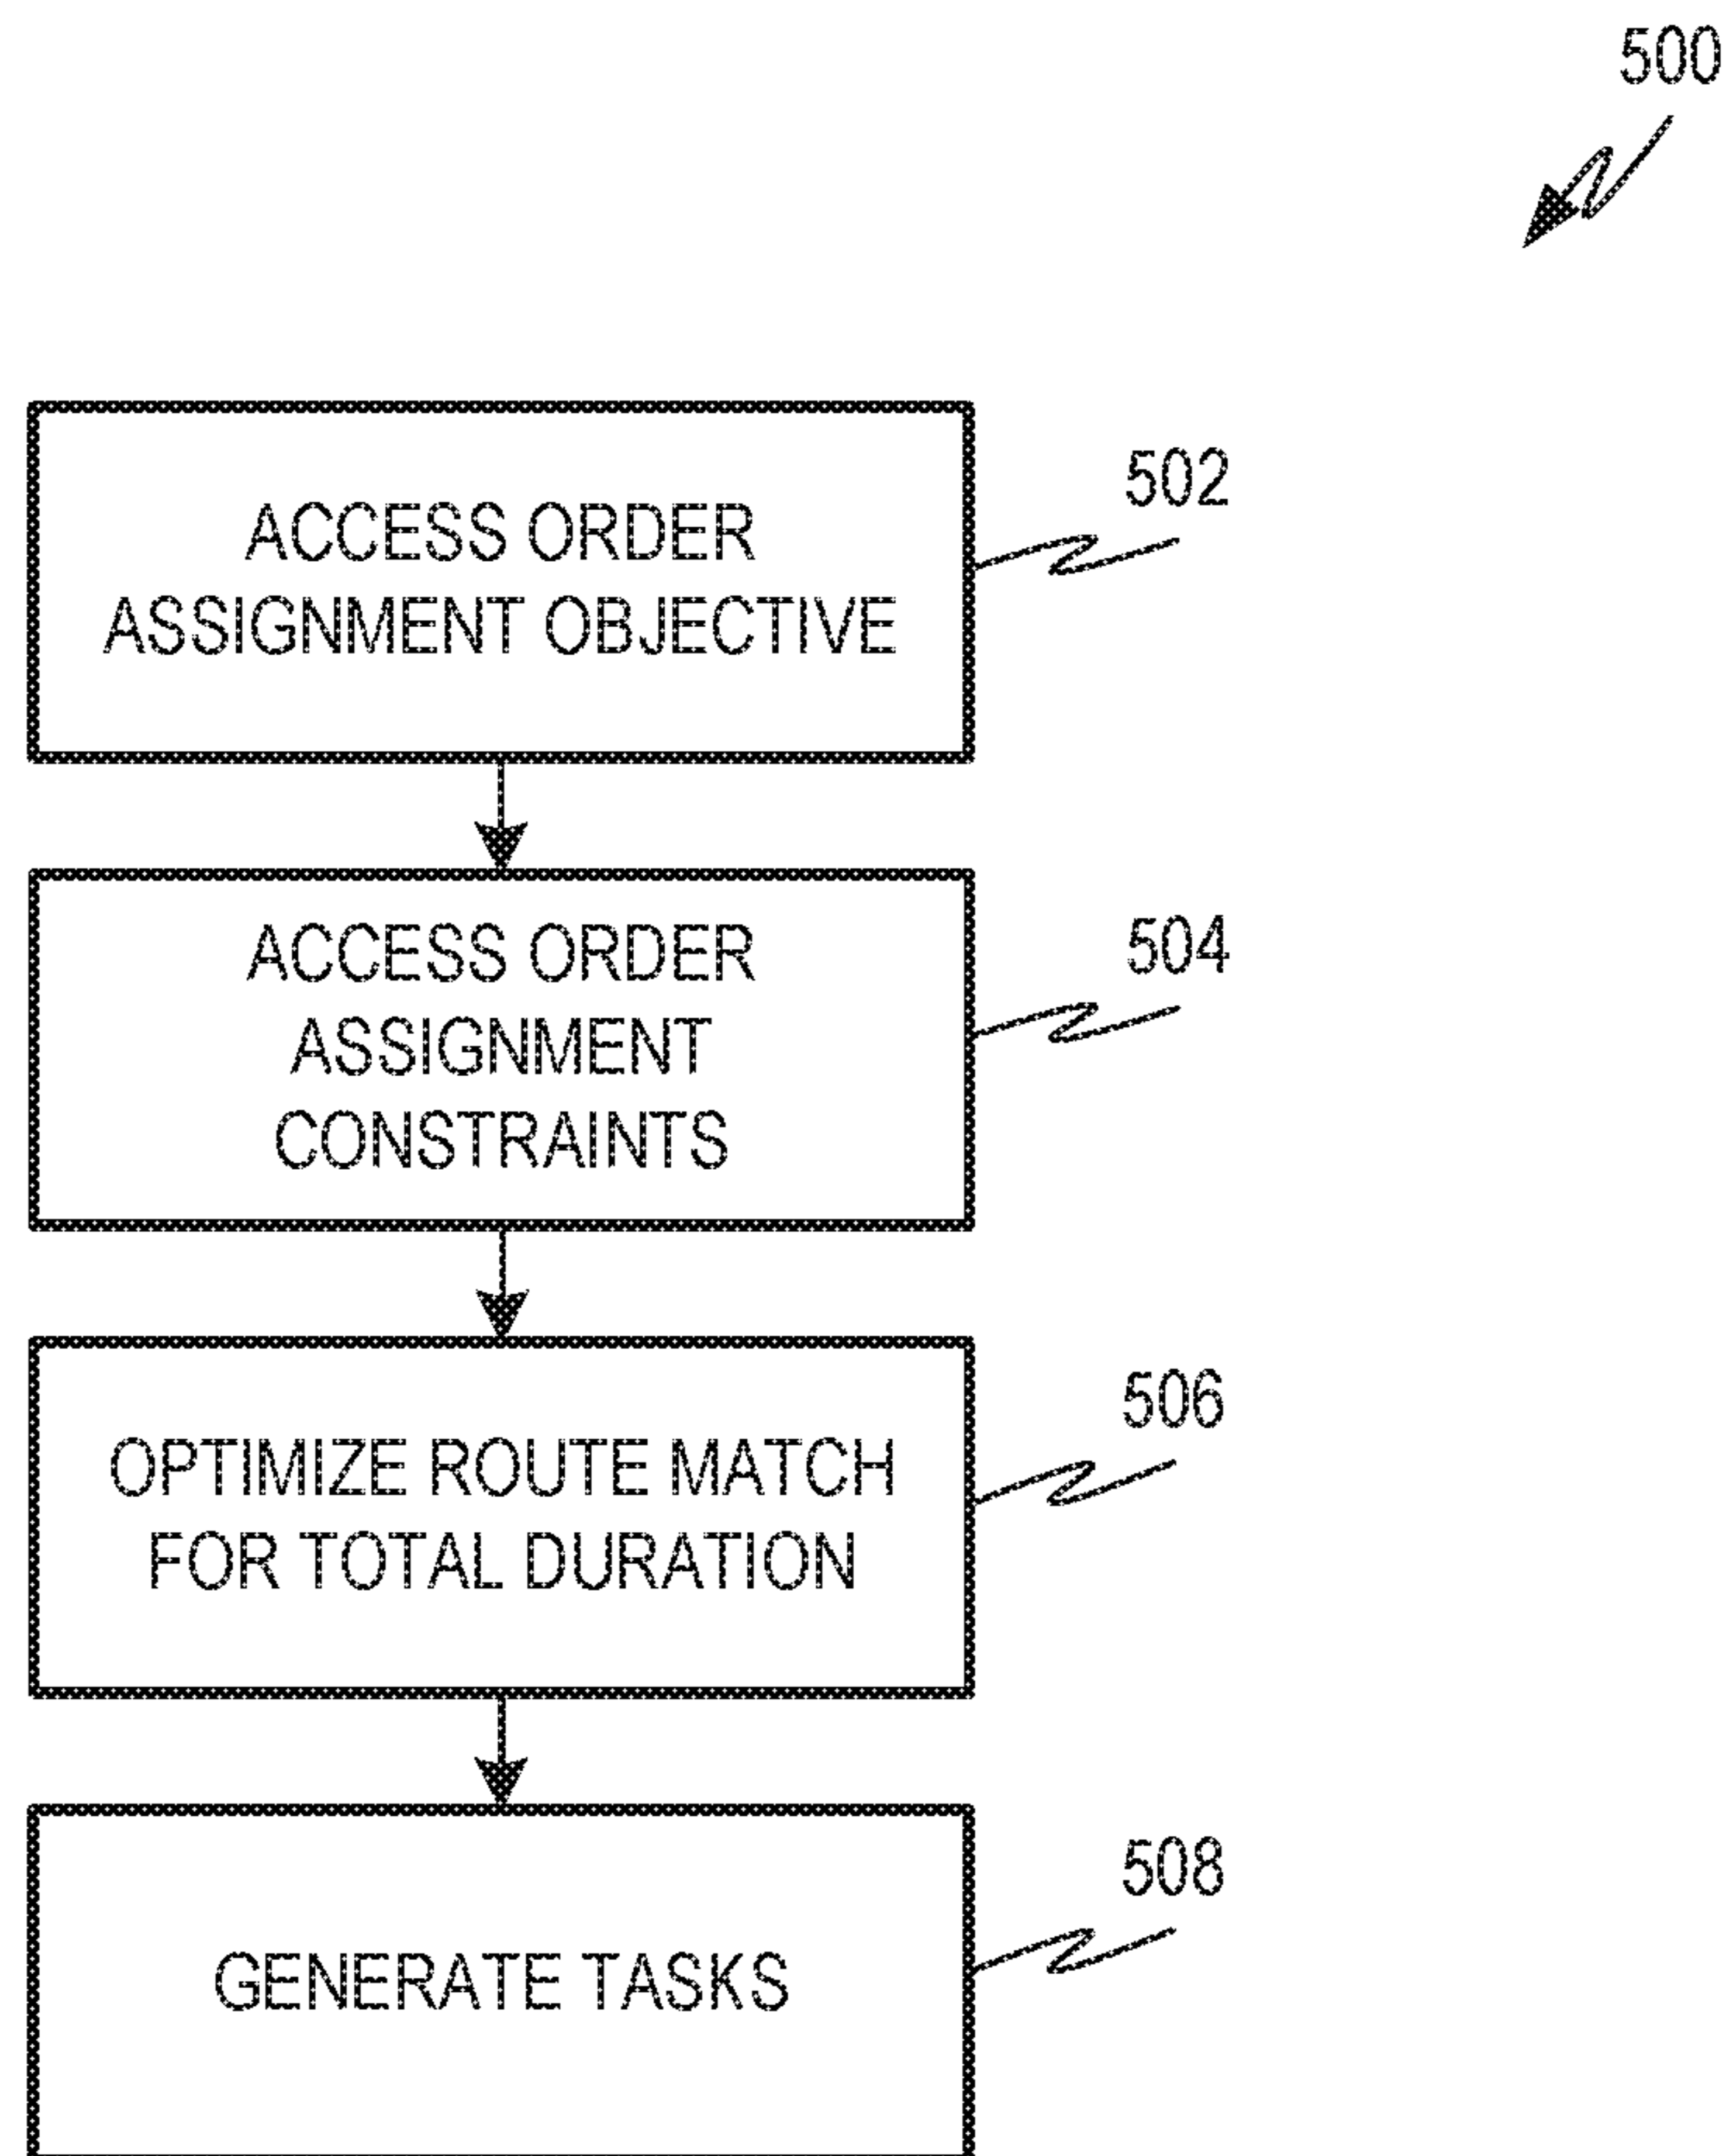 500
ACCESS ORDER
ASSIGNMENT OBJECTIVE
502
ACCESS ORDER
ASSIGNMENT
CONSTRAINTS
504
OPTIMIZE ROUTE MATCH
FOR TOTAL DURATION
506
GENERATE TASKS
508